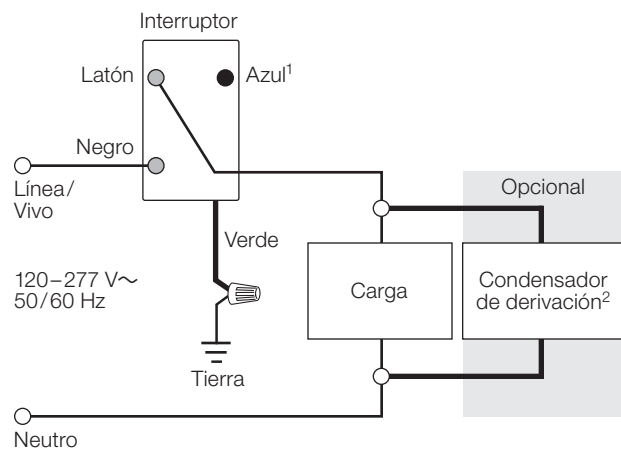 Interruptor
Latón
Azul¹
Negro
Línea/
Vivo
Opcional
Verde
120–277 V~
50/60 Hz
Carga
Condensador
de derivación²
Tierra
Neutro